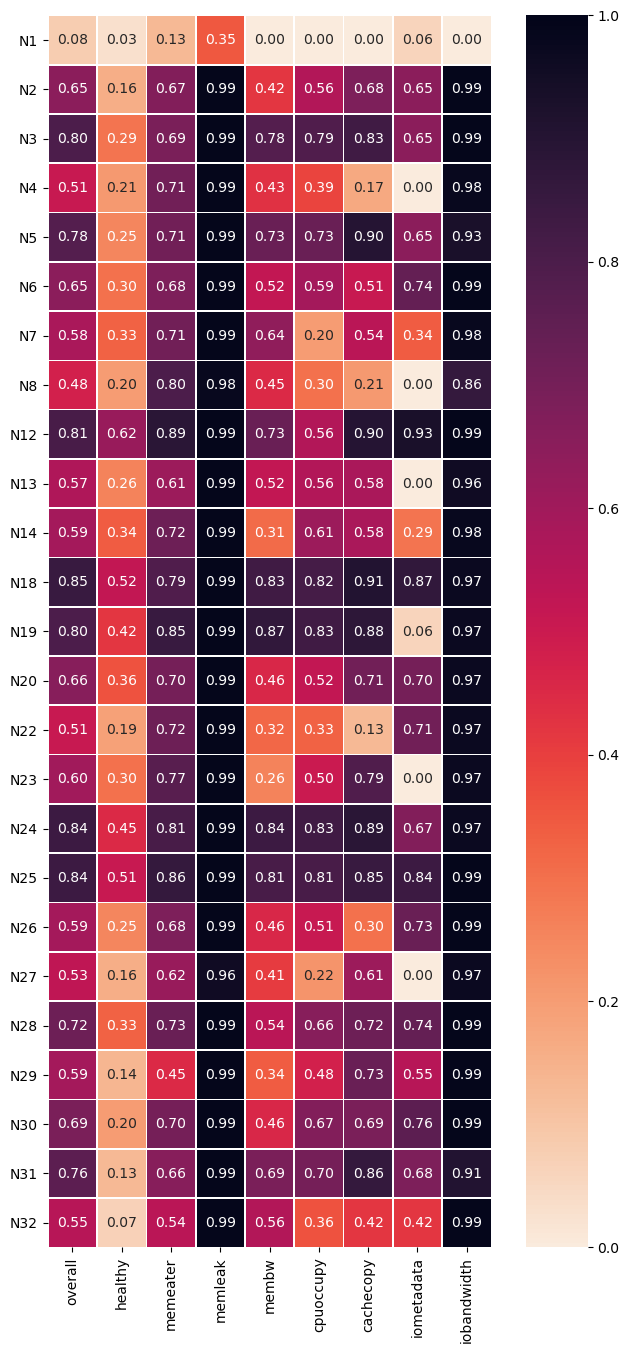 N1 0.08 0.03 0.13 0.35 0.00 0.00 0.00 0.06 0.00 1.0
N2 0.65 0.16 0.67 0.99 0.42 0.56 0.68 0.65 0.99
N3 0.80 0.29 0.69 0.99 0.78 0.79 0.83 0.65 0.99
N4 0.51 0.21 0.71 0.99 0.43 0.39 0.17 0.00 0.98
N5 0.78 0.25 0.71 0.99 0.73 0.73 0.90 0.65 0.93
0.8
N6 0.65 0.30 0.68 0.99 0.52 0.59 0.51 0.74 0.99
N7 0.58 0.33 0.71 0.99 0.64 0.20 0.54 0.34 0.98
N8 0.48 0.20 0.80 0.98 0.45 0.30 0.21 0.00 0.86
N12 0.81 0.62 0.89 0.99 0.73 0.56 0.90 0.93 0.99
N13 0.57 0.26 0.61 0.99 0.52 0.56 0.58 0.00 0.96
0.6
N14 0.59 0.34 0.72 0.99 0.31 0.61 0.58 0.29 0.98
N18 0.85 0.52 0.79 0.99 0.83 0.82 0.91 0.87 0.97
N19 0.80 0.42 0.85 0.99 0.87 0.83 0.88 0.06 0.97
N20 0.66 0.36 0.70 0.99 0.46 0.52 0.71 0.70 0.97
N22 0.51 0.19 0.72 0.99 0.32 0.33 0.13 0.71 0.97
0.4
N23 0.60 0.30 0.77 0.99 0.26 0.50 0.79 0.00 0.97
N24 0.84 0.45 0.81 0.99 0.84 0.83 0.89 0.67 0.97
N25 0.84 0.51 0.86 0.99 0.81 0.81 0.85 0.84 0.99
N26 0.59 0.25 0.68 0.99 0.46 0.51 0.30 0.73 0.99
N27 0.53 0.16 0.62 0.96 0.41 0.22 0.61 0.00 0.97
0.2
N28 0.72 0.33 0.73 0.99 0.54 0.66 0.72 0.74 0.99
N29 0.59 0.14 0.45 0.99 0.34 0.48 0.73 0.55 0.99
N30 0.69 0.20 0.70 0.99 0.46 0.67 0.69 0.76 0.99
N31 0.76 0.13 0.66 0.99 0.69 0.70 0.86 0.68 0.91
N32 0.55 0.07 0.54 0.99 0.56 0.36 0.42 0.42 0.99
0.0
overall healthy memeater memleak membw cpuoccupy cachecopy iometadata iobandwidth